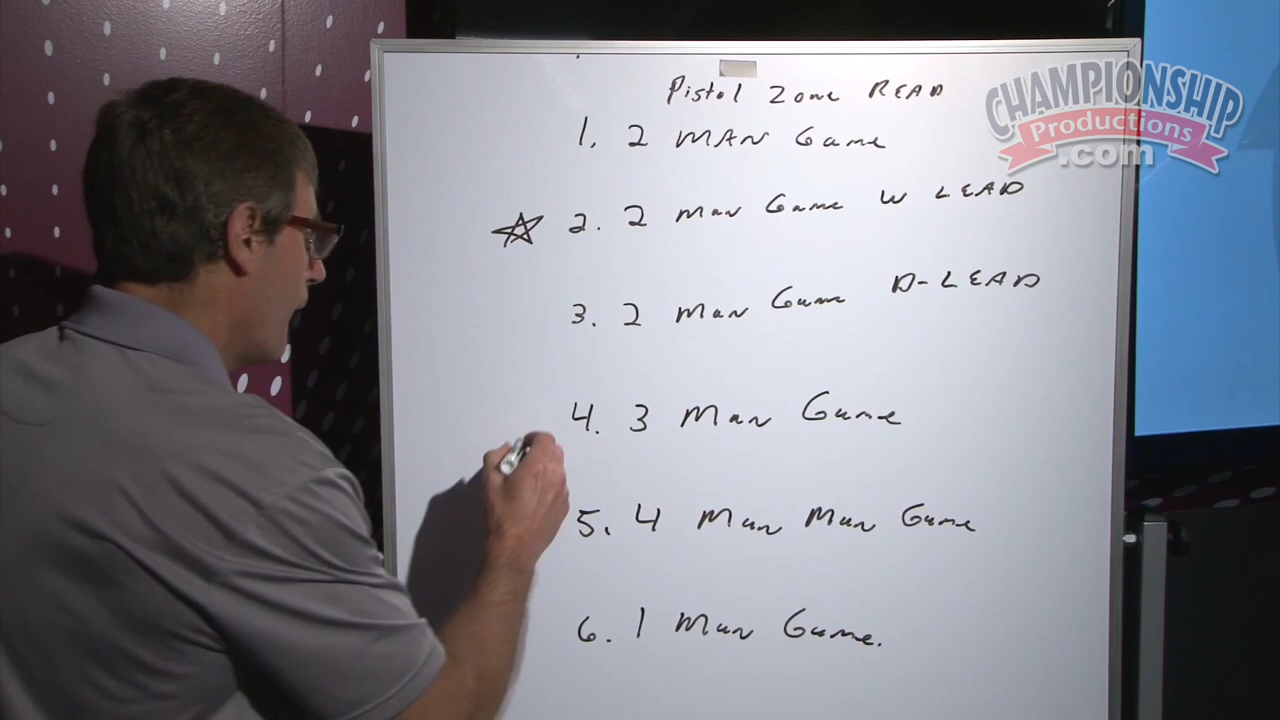 Pistol Zone READ
1. 2 MAN Game
2. 2 Man Game W LEAD
3. 2 Man Game D-LEAD
4. 3 Man Game
5. 4 Man Man Game
6. 1 Man Game.
CHAMPIONSHIP
Productions
.com